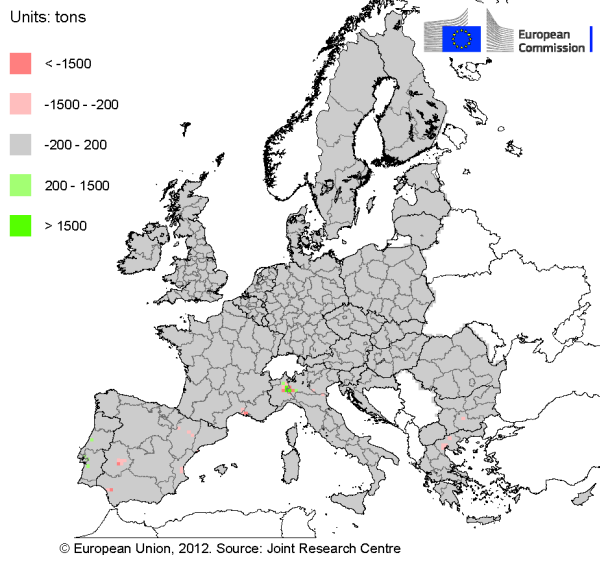 Units: tons
< -1500
-1500 - -200
-200 - 200
200 - 1500
> 1500
European
Commission
© European Union, 2012. Source: Joint Research Centre